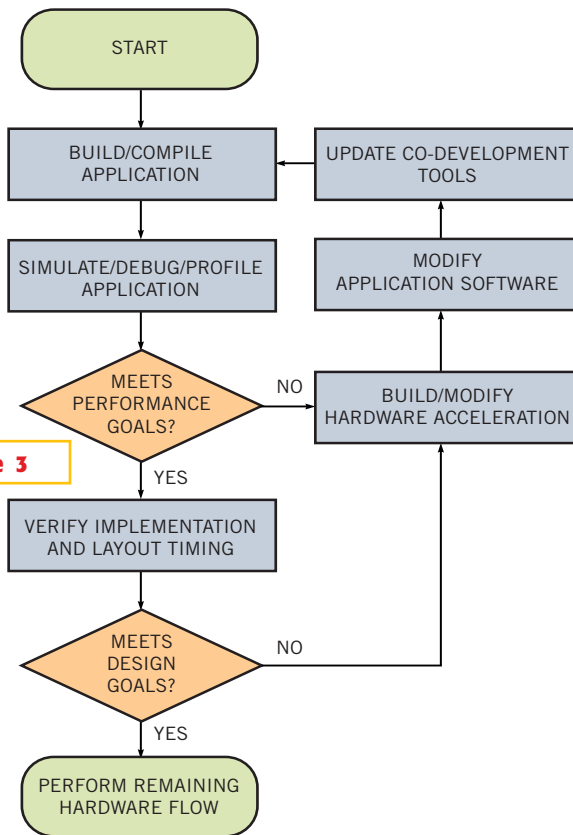 START
BUILD/COMPILE
APPLICATION
UPDATE CO-DEVELOPMENT
TOOLS
SIMULATE/DEBUG/PROFILE
APPLICATION
MODIFY
APPLICATION SOFTWARE
MEETS
PERFORMANCE
GOALS?
NO
BUILD/MODIFY
HARDWARE ACCELERATION
e 3
YES
VERIFY IMPLEMENTATION
AND LAYOUT TIMING
MEETS
DESIGN
GOALS?
NO
YES
PERFORM REMAINING
HARDWARE FLOW